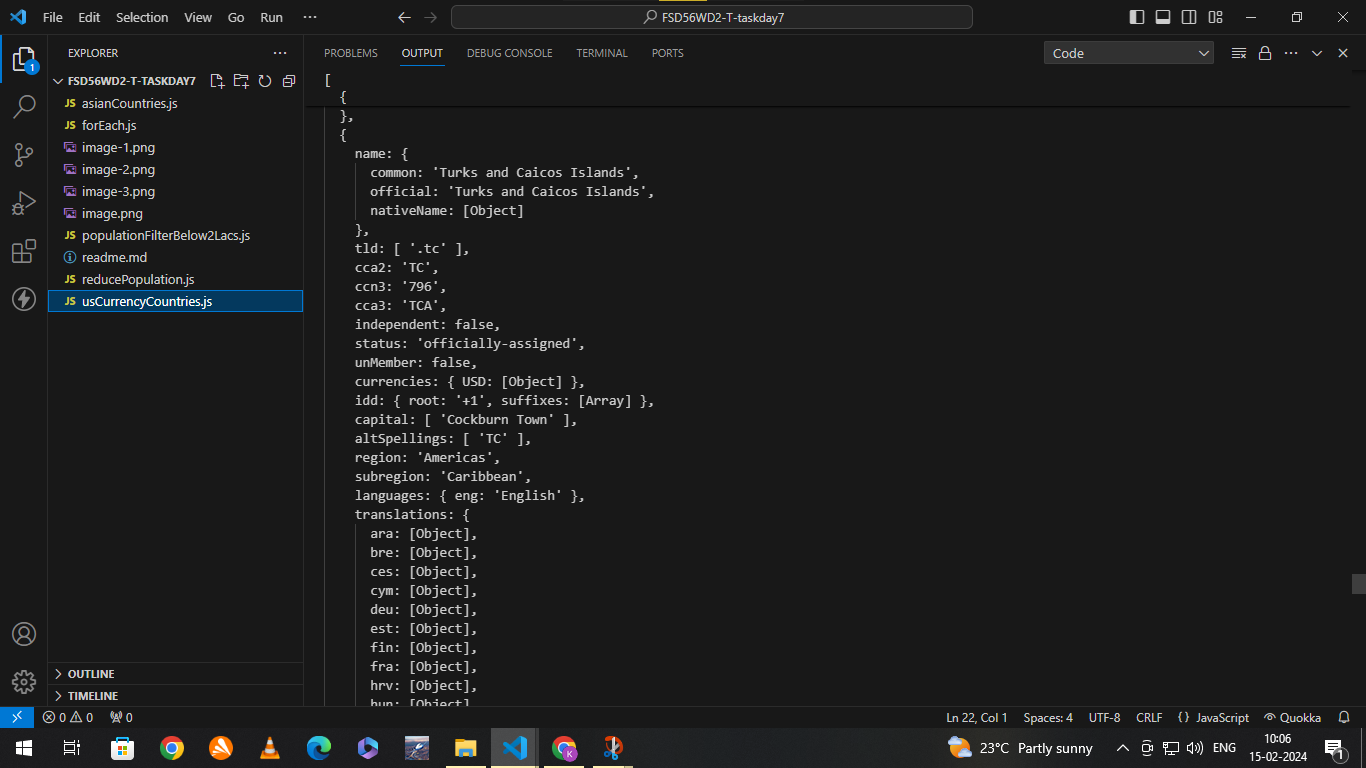 File Edit Selection View Go Run ···
FSD56WD2-T-taskday7
1
EXPLORER
FSD56WD2-T-TASKDAY7
JS asianCountries.js
JS forEach.js
image-1.png
image-2.png
image-3.png
image.png
JS populationFilterBelow2Lacs.js
readme.md
JS reducePopulation.js
JS usCurrencyCountries.js
OUTLINE
TIMELINE
PROBLEMS OUTPUT DEBUG CONSOLE TERMINAL PORTS
Code
[
{
},
{
name: {
common: 'Turks and Caicos Islands',
official: 'Turks and Caicos Islands',
nativeName: [Object]
},
tld: [ '.tc' ],
cca2: 'TC',
ccn3: '796',
cca3: 'TCA',
independent: false,
status: 'officially-assigned',
unMember: false,
currencies: { USD: [Object] },
idd: { root: '+1', suffixes: [Array] },
capital: [ 'Cockburn Town' ],
altSpellings: [ 'TC' ],
region: 'Americas',
subregion: 'Caribbean',
languages: { eng: 'English' },
translations: {
ara: [Object],
bre: [Object],
ces: [Object],
cym: [Object],
deu: [Object],
est: [Object],
fin: [Object],
fra: [Object],
hrv: [Object],
hun: [Object],
0 0 0
Ln 22, Col 1 Spaces: 4 UTF-8 CRLF {} JavaScript Quokka
K
23°C Partly sunny
ENG
10:06
15-02-2024
1